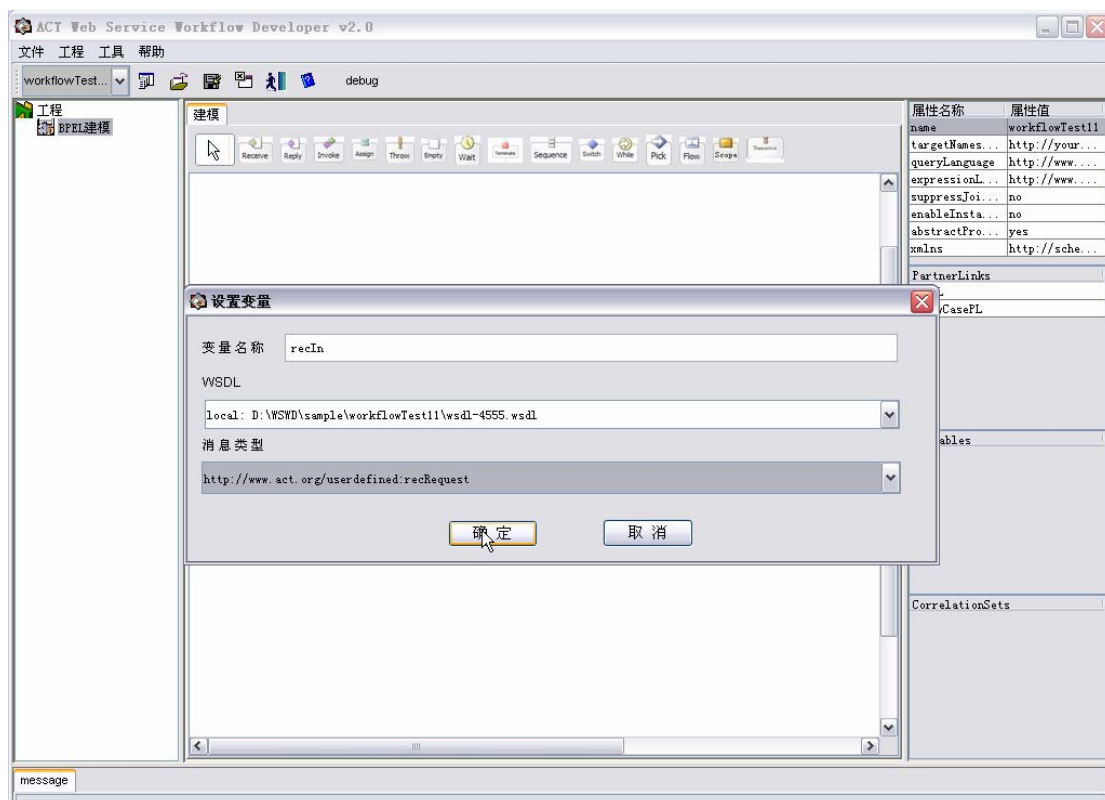 ACT Web Service Workflow Developer v2.0
文件 工程 工具 帮助
workflowTest... debug
工程
BPEL建模
建模
Receive Reply Invoke Assign Throw Empty Wait Terminate Sequence Switch While Pick Flow Scope
属性名称 属性值
name workflowTest11
targetNames... http://your...
queryLanguage http://www....
expressionL... http://www....
suppressJoi... no
enableInsta... no
abstractPro... yes
xmlns http://sche...
PartnerLinks
CasePL
设置变量
变量名称 recIn
WSDL
local: D:\WSWD\sample\workflowTest11\wsdl-4555.wsdl
消息类型
http://www.act.org/userdefined:recRequest
确定 取消
ables
CorrelationSets
message